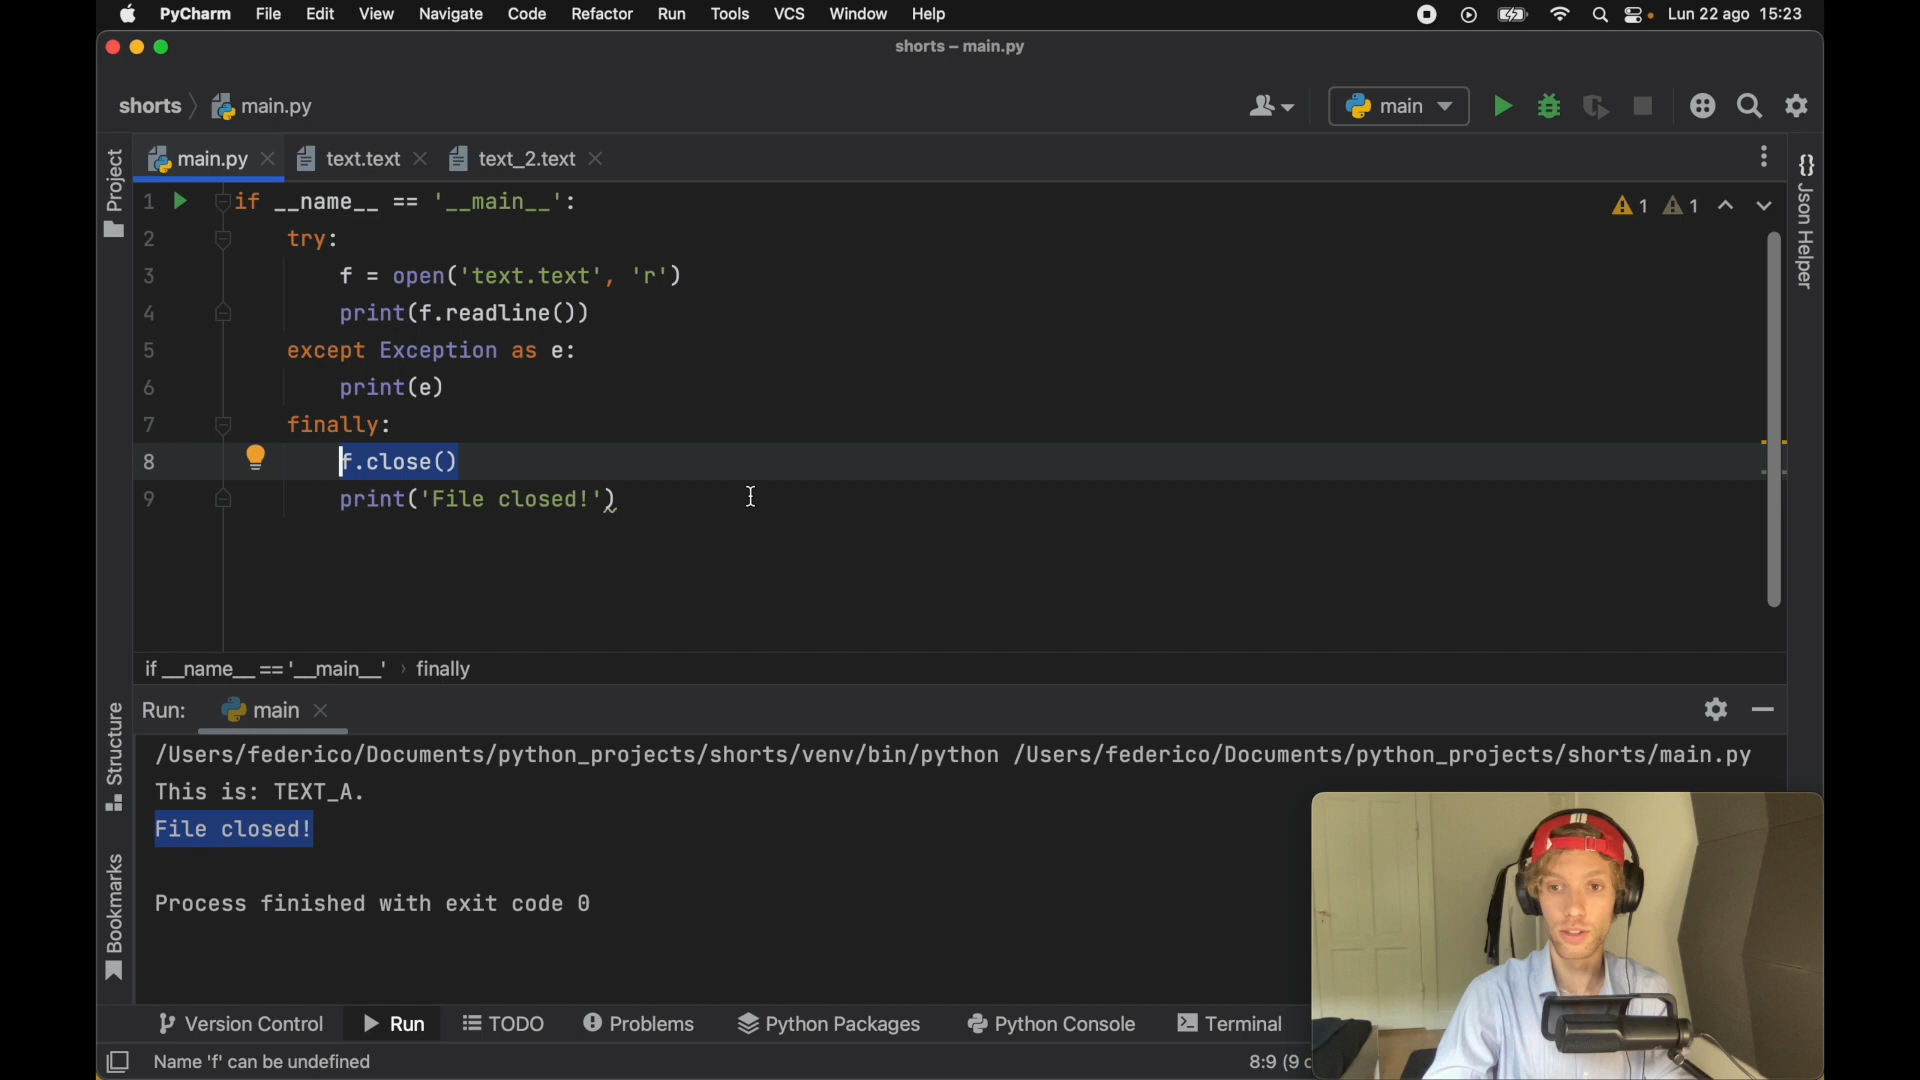 PyCharm File Edit View Navigate Code Refactor Run Tools VCS Window Help Lun 22 ago 15:23
shorts – main.py
shorts main.py main
Project
main.py text.text text_2.text
Json Helper
1 if __name__ == '__main__': 1 1
2 try:
3 f = open('text.text', 'r')
4 print(f.readline())
5 except Exception as e:
6 print(e)
7 finally:
8 f.close()
9 print('File closed!')
if __name__ == '__main__' › finally
Run: main
Structure
Bookmarks
/Users/federico/Documents/python_projects/shorts/venv/bin/python /Users/federico/Documents/python_projects/shorts/main.py
This is: TEXT_A.
File closed!
Process finished with exit code 0
Version Control Run TODO Problems Python Packages Python Console Terminal
Name 'f' can be undefined 8:9 (9 c